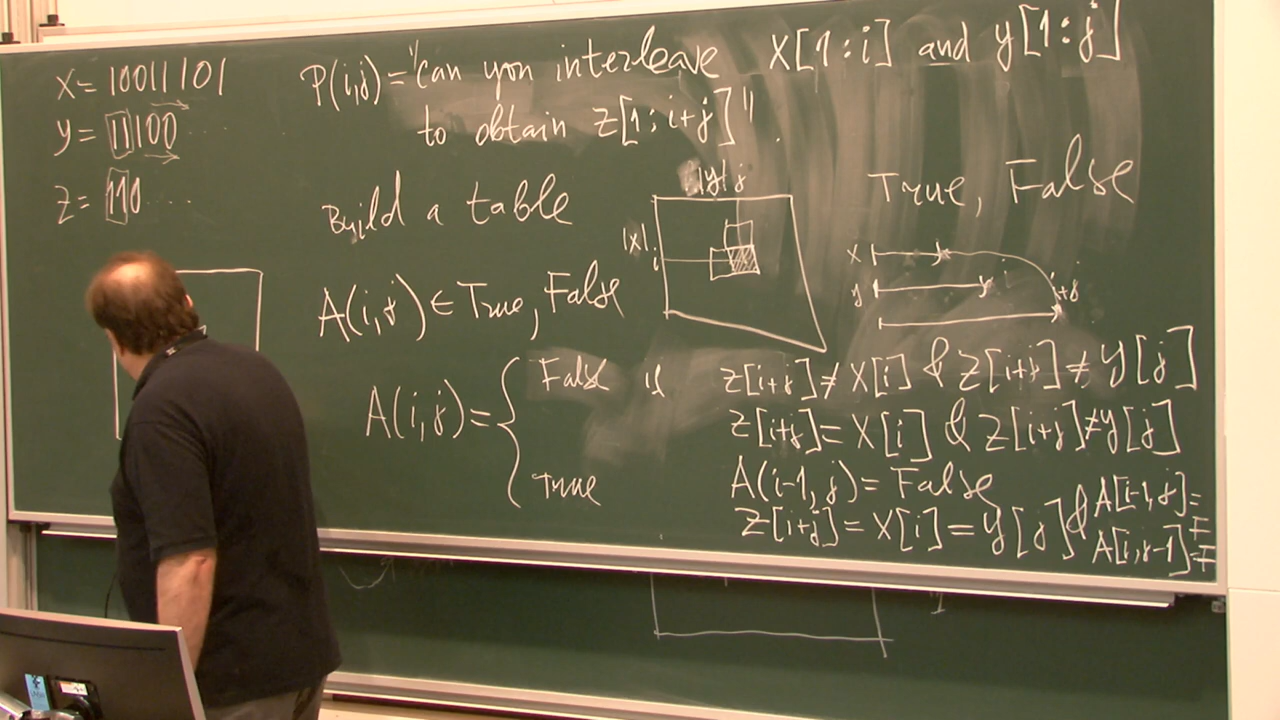 X = 10011101
y = 11100 ....
z = 110 ....
P(i,j) = "can you interleave X[1:i] and y[1:j]
to obtain z[1:i+j]".
Build a table
|y| j
|x|
i
True, False
x
y
i+j
A(i,j) ∈ True, False
A(i,j) = {
False if z[i+j] ≠ X[i] & z[i+j] ≠ y[j]
z[i+j] = X[i] & z[i+j] ≠ y[j]
A(i-1,j) = False
z[i+j] = X[i] = y[j] & A[i-1,j] = F
A[i,j-1] = F
True